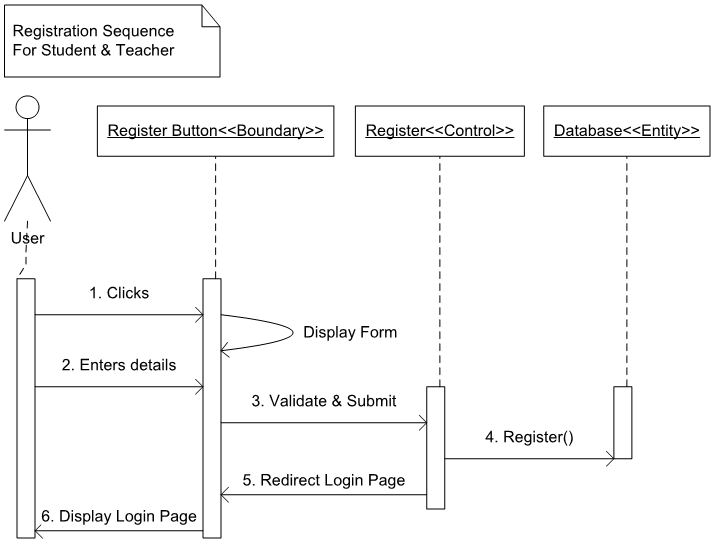 Registration Sequence
For Student & Teacher
Register Button<<Boundary>>
Register<<Control>>
Database<<Entity>>
User
1. Clicks
Display Form
2. Enters details
3. Validate & Submit
4. Register()
5. Redirect Login Page
6. Display Login Page